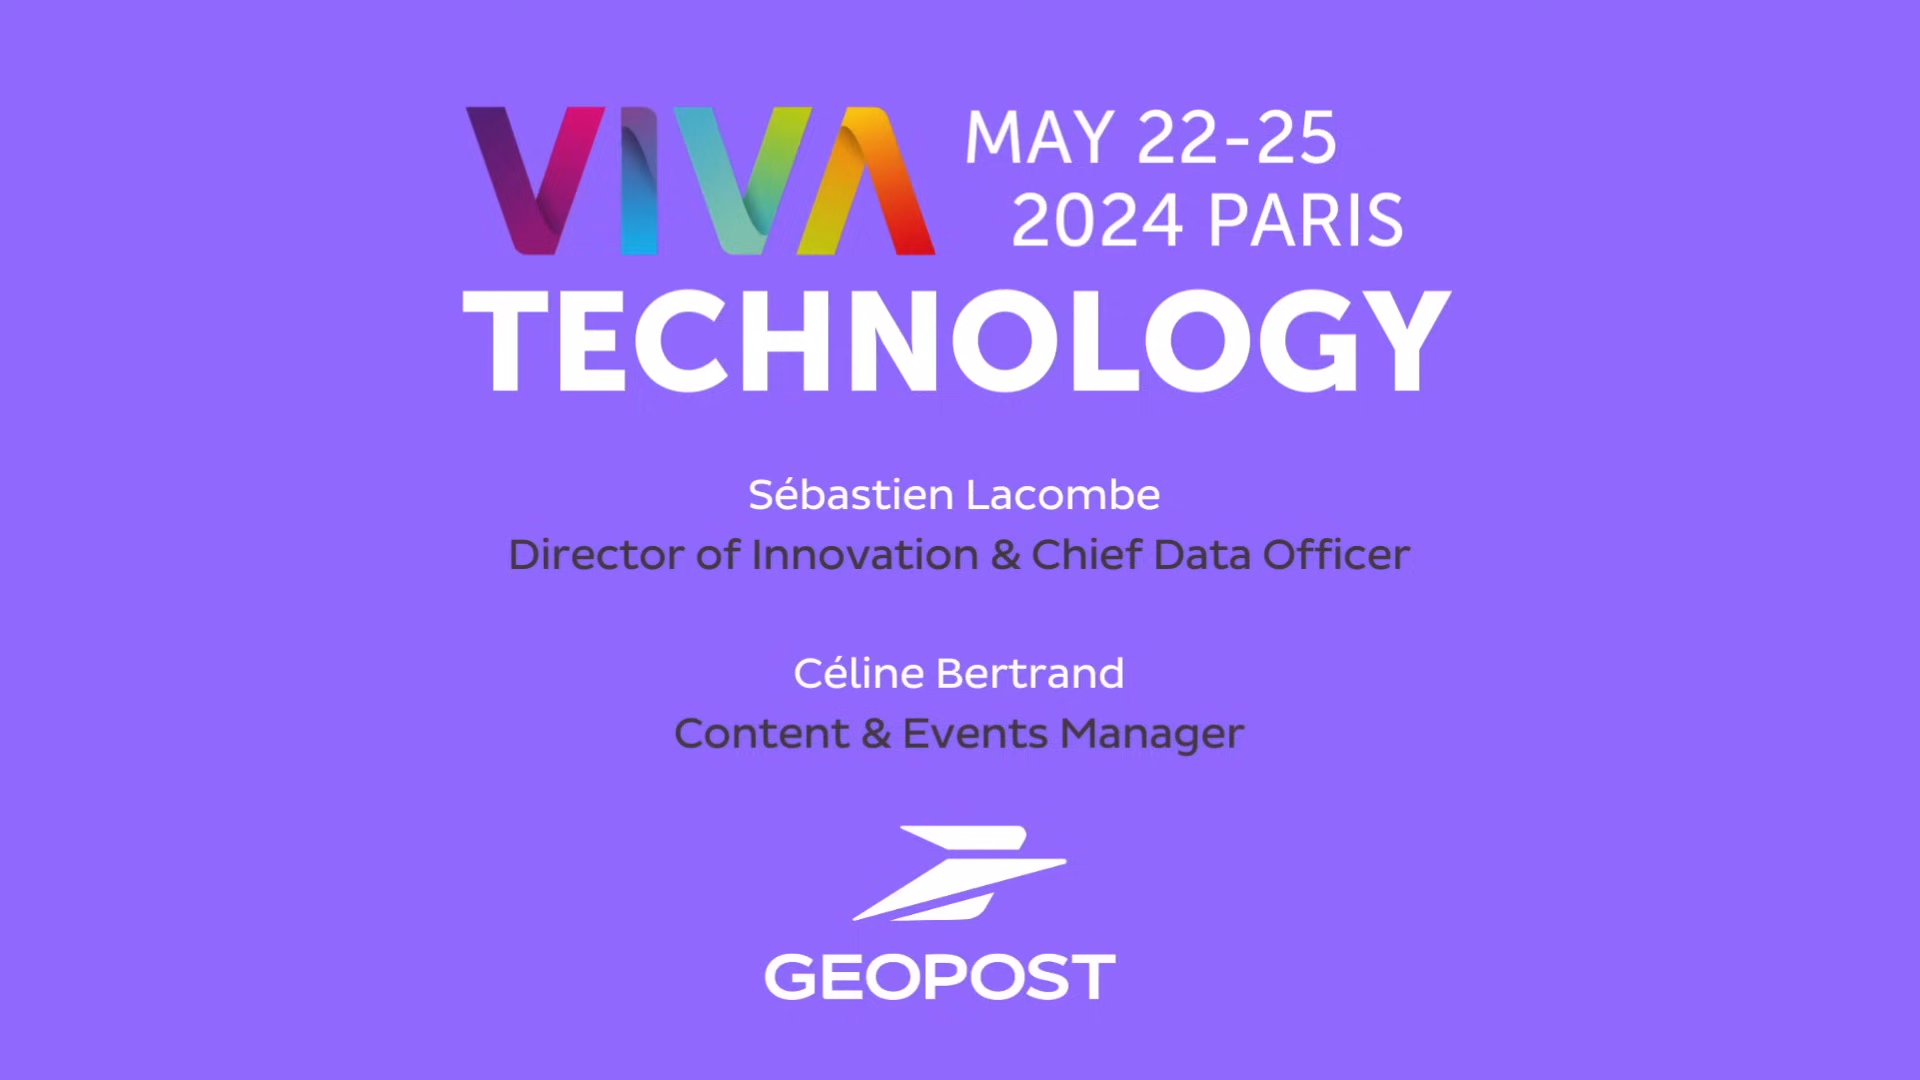 VIVA
MAY 22-25
2024 PARIS
TECHNOLOGY
Sébastien Lacombe
Director of Innovation & Chief Data Officer
Céline Bertrand
Content & Events Manager
GEOPOST